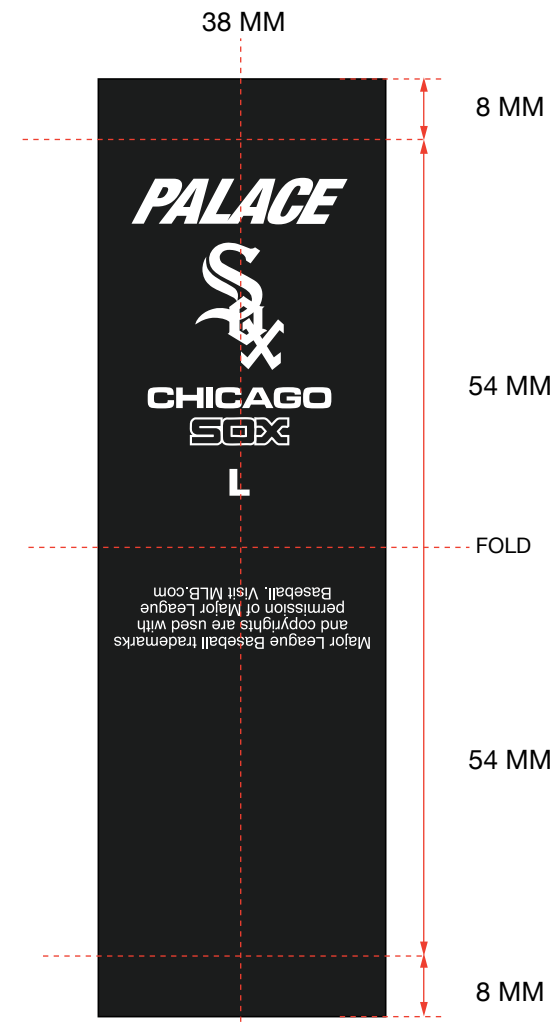 38 MM
8 MM
PALACE
Sox
CHICAGO
SOX
54 MM
L
FOLD
Major League Baseball trademarks
and copyrights are used with
permission of Major League
Baseball. Visit MLB.com
54 MM
8 MM